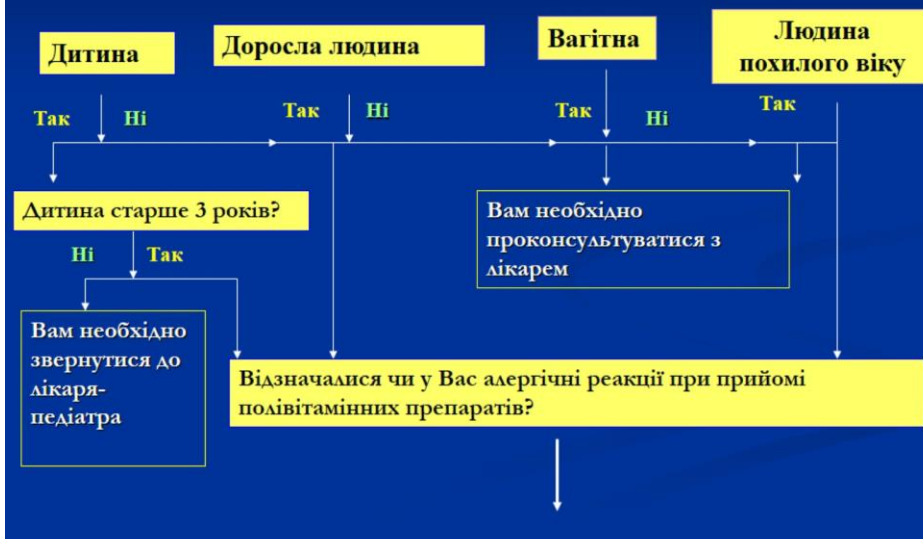 Дитина
Доросла людина
Вагітна
Людина
похилого віку
Так
Ні
Так
Ні
Так
Ні
Так
Дитина старше 3 років?
Вам необхідно
проконсультуватися з
лікарем
Ні
Так
Вам необхідно
звернутися до
лікаря-
педіатра
Відзначалися чи у Вас алергічні реакції при прийомі
полівітамінних препаратів?